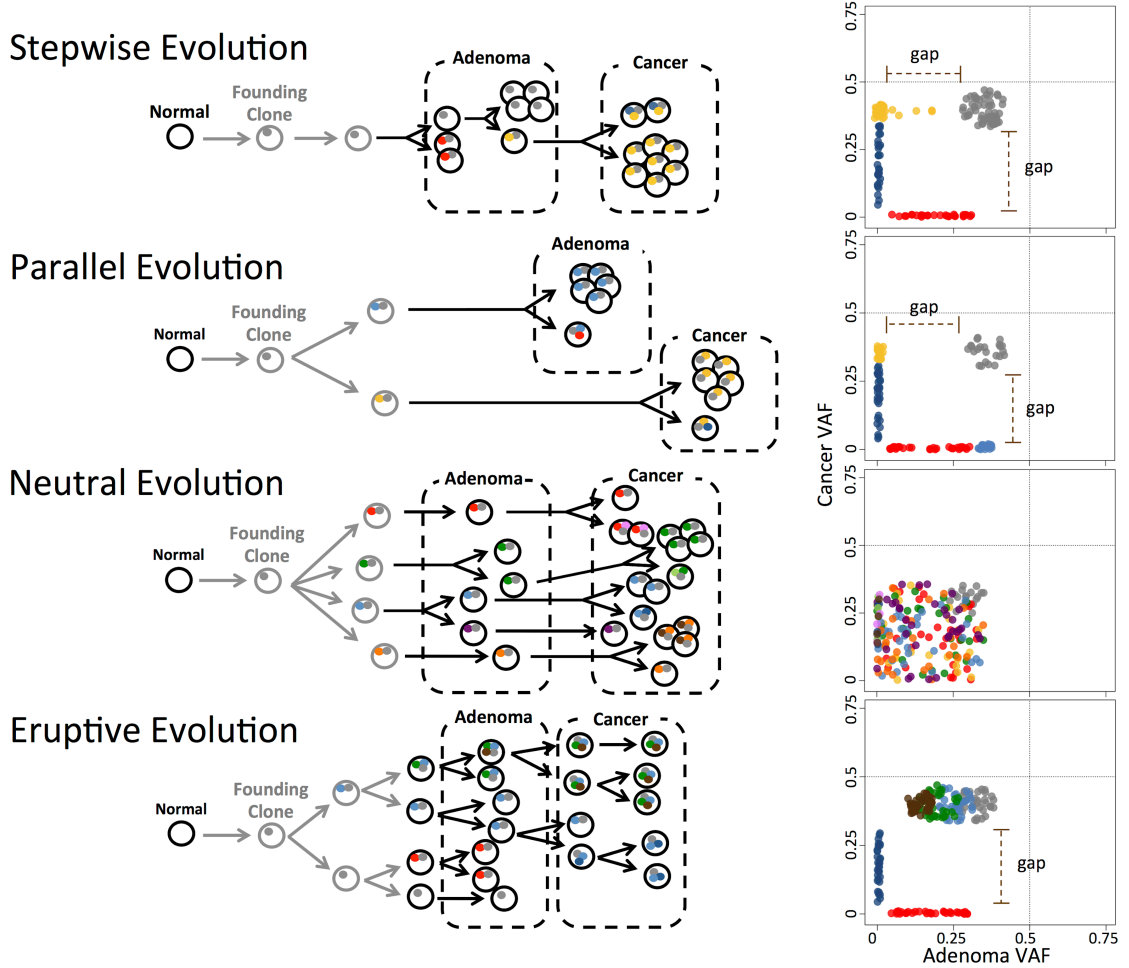 Stepwise Evolution
Normal
Founding
Clone
Adenoma
Cancer
0.75
0.5
0.25
0
gap
gap
Parallel Evolution
Normal
Founding
Clone
Adenoma
Cancer
0.75
0.5
0.25
0
gap
gap
Cancer VAF
Neutral Evolution
Normal
Founding
Clone
Adenoma
Cancer
0.75
0.5
0.25
0
Eruptive Evolution
Normal
Founding
Clone
Adenoma
Cancer
0.75
0.5
0.25
0
gap
0
0.5
0.75
Adenoma VAF